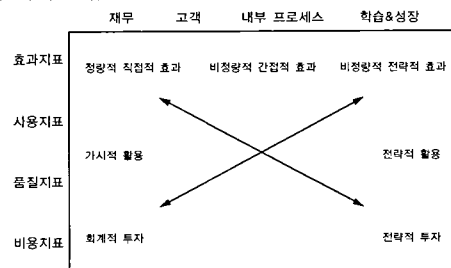 재무 고객 내부 프로세스 학습&성장
효과지표 정량적 직접적 효과 비정량적 간접적 효과 비정량적 전략적 효과
사용지표
가시적 활용 전략적 활용
품질지표
비용지표 회계적 투자 전략적 투자